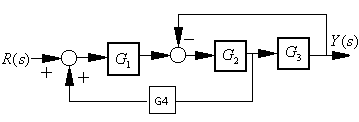 −
R(s) G1 G2 G3 Y(s)
+ +
G4